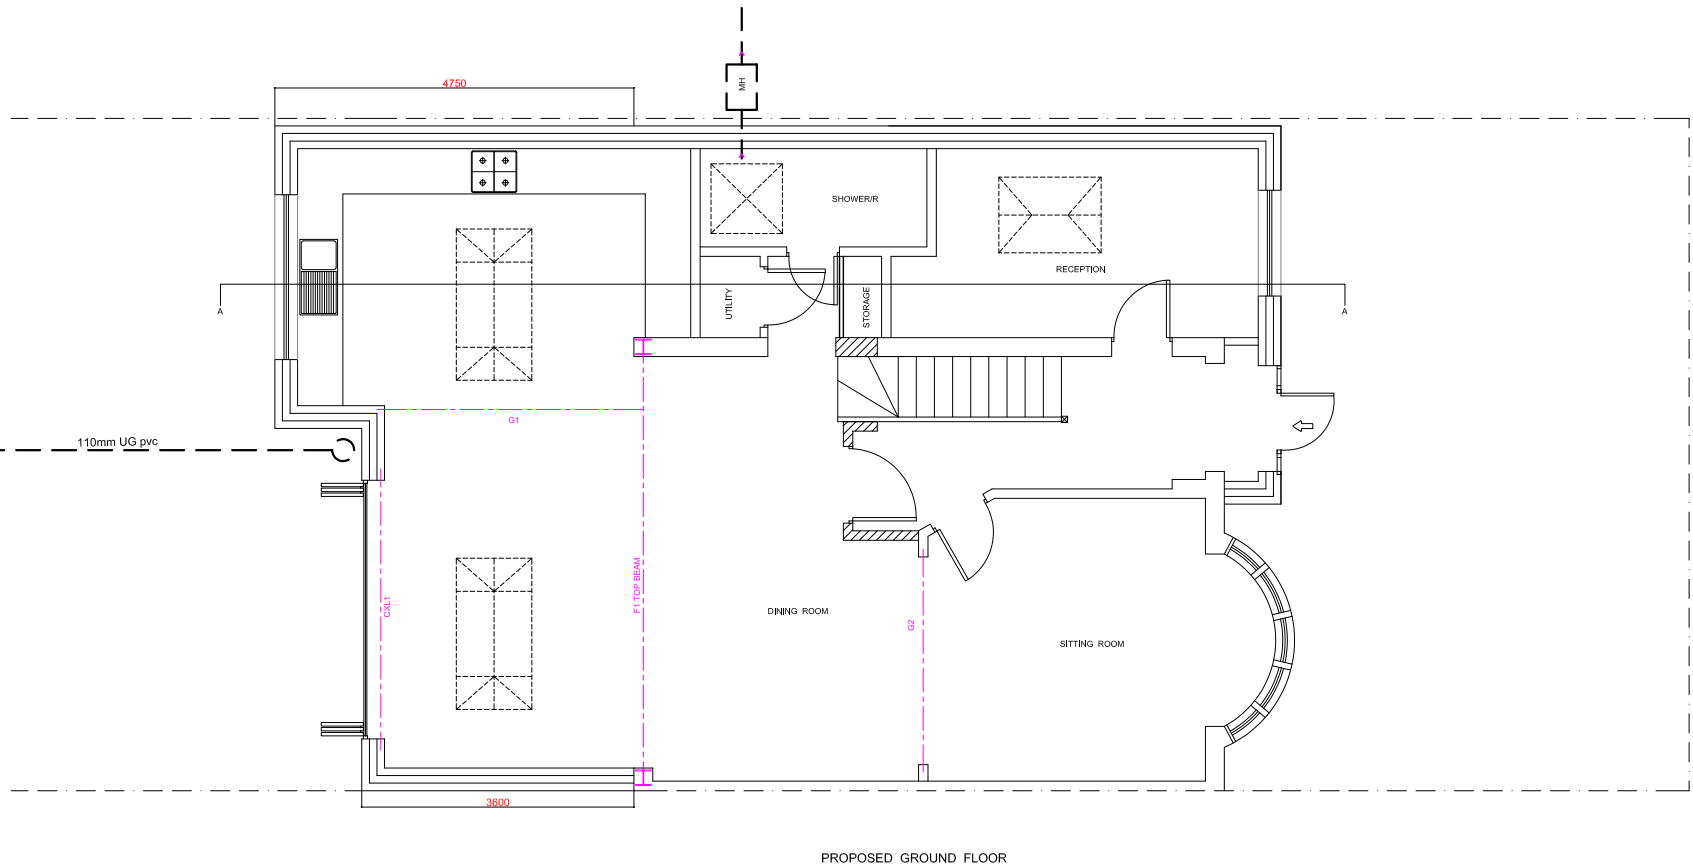 4750
MH
SHOWER/R
RECEPTION
UTILITY
STORAGE
A
A
G1
110mm UG pvc
CXL1
F1 TOP BEAM
DINING ROOM
G2
SITTING ROOM
3600
PROPOSED GROUND FLOOR